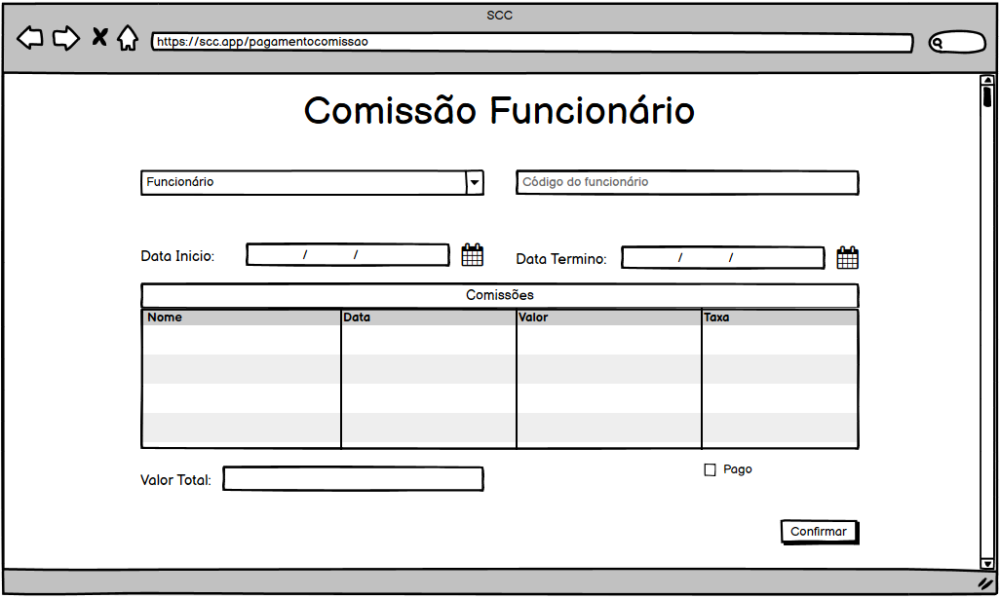 SCC
https://scc.app/pagamentocomissao
Comissão Funcionário
Funcionário
Código do funcionário
Data Inicio: / /
Data Termino: / /
Comissões
Nome Data Valor Taxa
Valor Total:
Pago
Confirmar